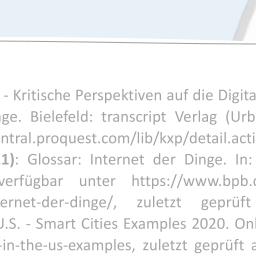 - Kritische Perspektiven auf die Digita
ge. Bielefeld: transcript Verlag (Urb
ntral.proquest.com/lib/kxp/detail.acti
1): Glossar: Internet der Dinge. In:
verfügbar unter https://www.bpb.
ernet-der-dinge/, zuletzt geprüft
U.S. - Smart Cities Examples 2020. Onl
-in-the-us-examples, zuletzt geprüft a